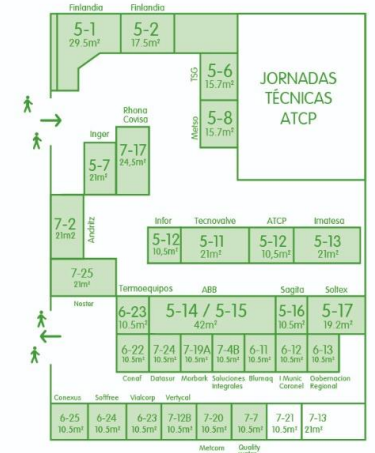 Finlandia Finlandia
5-1
29.5m²
5-2
17.5m²
TSG
5-6
15.7m²
JORNADAS
TÉCNICAS
ATCP
Metso
5-8
15.7m²
Rhona
Covisa
7-17
24,5m²
Inger
5-7
21m²
7-2
21m2
Andritz
Infor Tecnovalve ATCP Imatesa
5-12 5-11 5-12 5-13
10,5m² 21m² 10,5m² 21m²
7-25
21m²
Nestar
Termoequipos ABB Sagita Soltex
6-23 5-14 / 5-15 5-16 5-17
10.5m² 42m² 10.5m² 19.2m²
6-22 7-24 7-19A 7-4B 6-11 6-12 6-13
10.5m² 10.5m² 10.5m² 10.5m² 10.5m² 10.5m² 10.5m²
Conaf Datasur Morbark Soluciones Integrales Blumaq I Munic Coronel Gobernacion Regional
Conexus Saffree Vialcorp Vertycal
6-25 6-24 6-23 7-12B 7-20 7-7 7-21 7-13
10.5m² 10.5m² 10.5m² 10.5m² 10.5m² 10.5m² 10.5m² 21m²
Metcom Quality